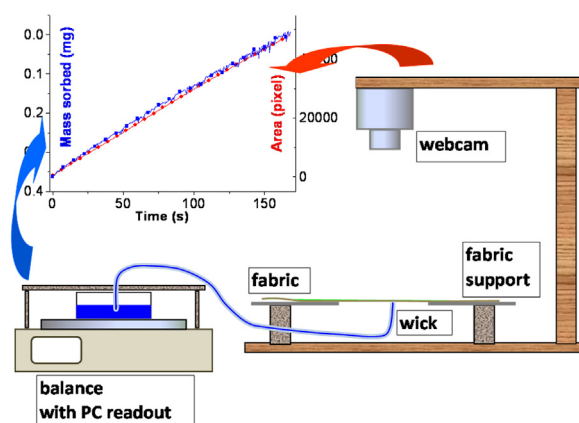 0.0
0.1
0.2
0.4
Mass sorbed (mg)
0
50
100
150
Time (s)
Area (pixel)
20000
0
webcam
fabric
fabric
support
wick
balance
with PC readout